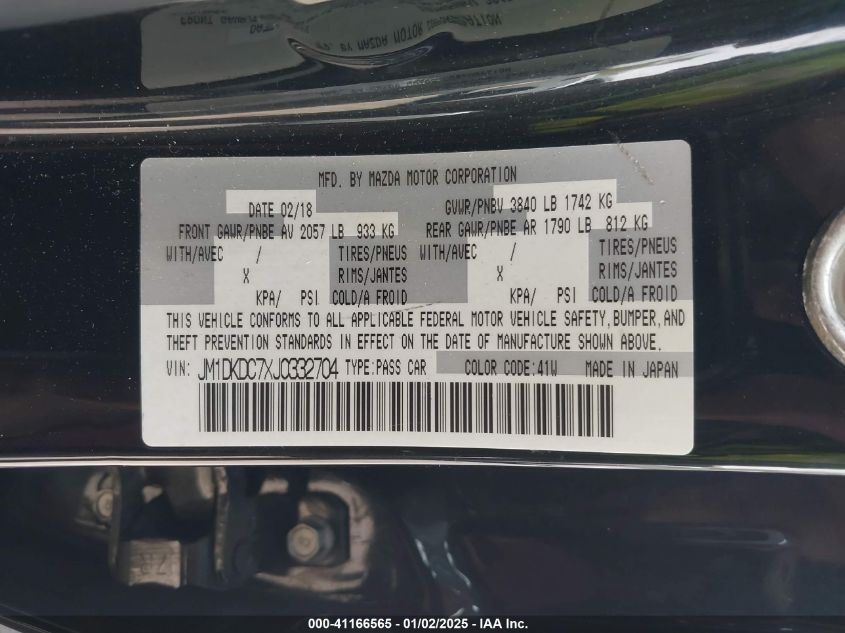 MFD. BY MAZDA MOTOR CORPORATION
DATE 02/18 GVWR/PNBV 3840 LB 1742 KG
FRONT GAWR/PNBE AV 2057 LB 933 KG REAR GAWR/PNBE AR 1790 LB 812 KG
WITH/AVEC / TIRES/PNEUS WITH/AVEC / TIRES/PNEUS
X RIMS/JANTES X RIMS/JANTES
KPA/ PSI COLD/A FROID KPA/ PSI COLD/A FROID
THIS VEHICLE CONFORMS TO ALL APPLICABLE FEDERAL MOTOR VEHICLE SAFETY, BUMPER, AND
THEFT PREVENTION STANDARDS IN EFFECT ON THE DATE OF MANUFACTURE SHOWN ABOVE.
VIN: JM1DKDC7XJ0332704 TYPE:PASS CAR COLOR CODE:41W MADE IN JAPAN
000-41166565 - 01/02/2025 - IAAI.com